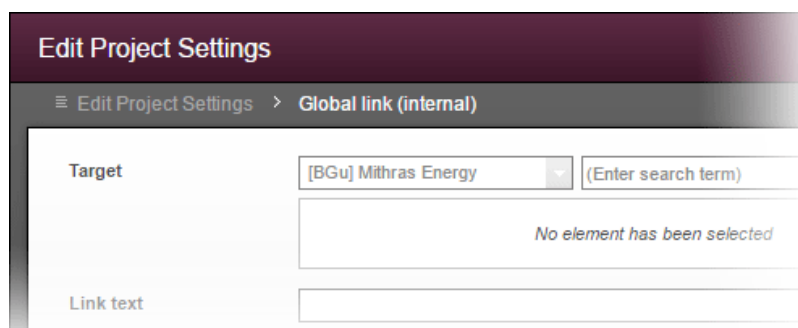 Edit Project Settings
Edit Project Settings > Global link (internal)
Target [BGu] Mithras Energy (Enter search term)
No element has been selected
Link text